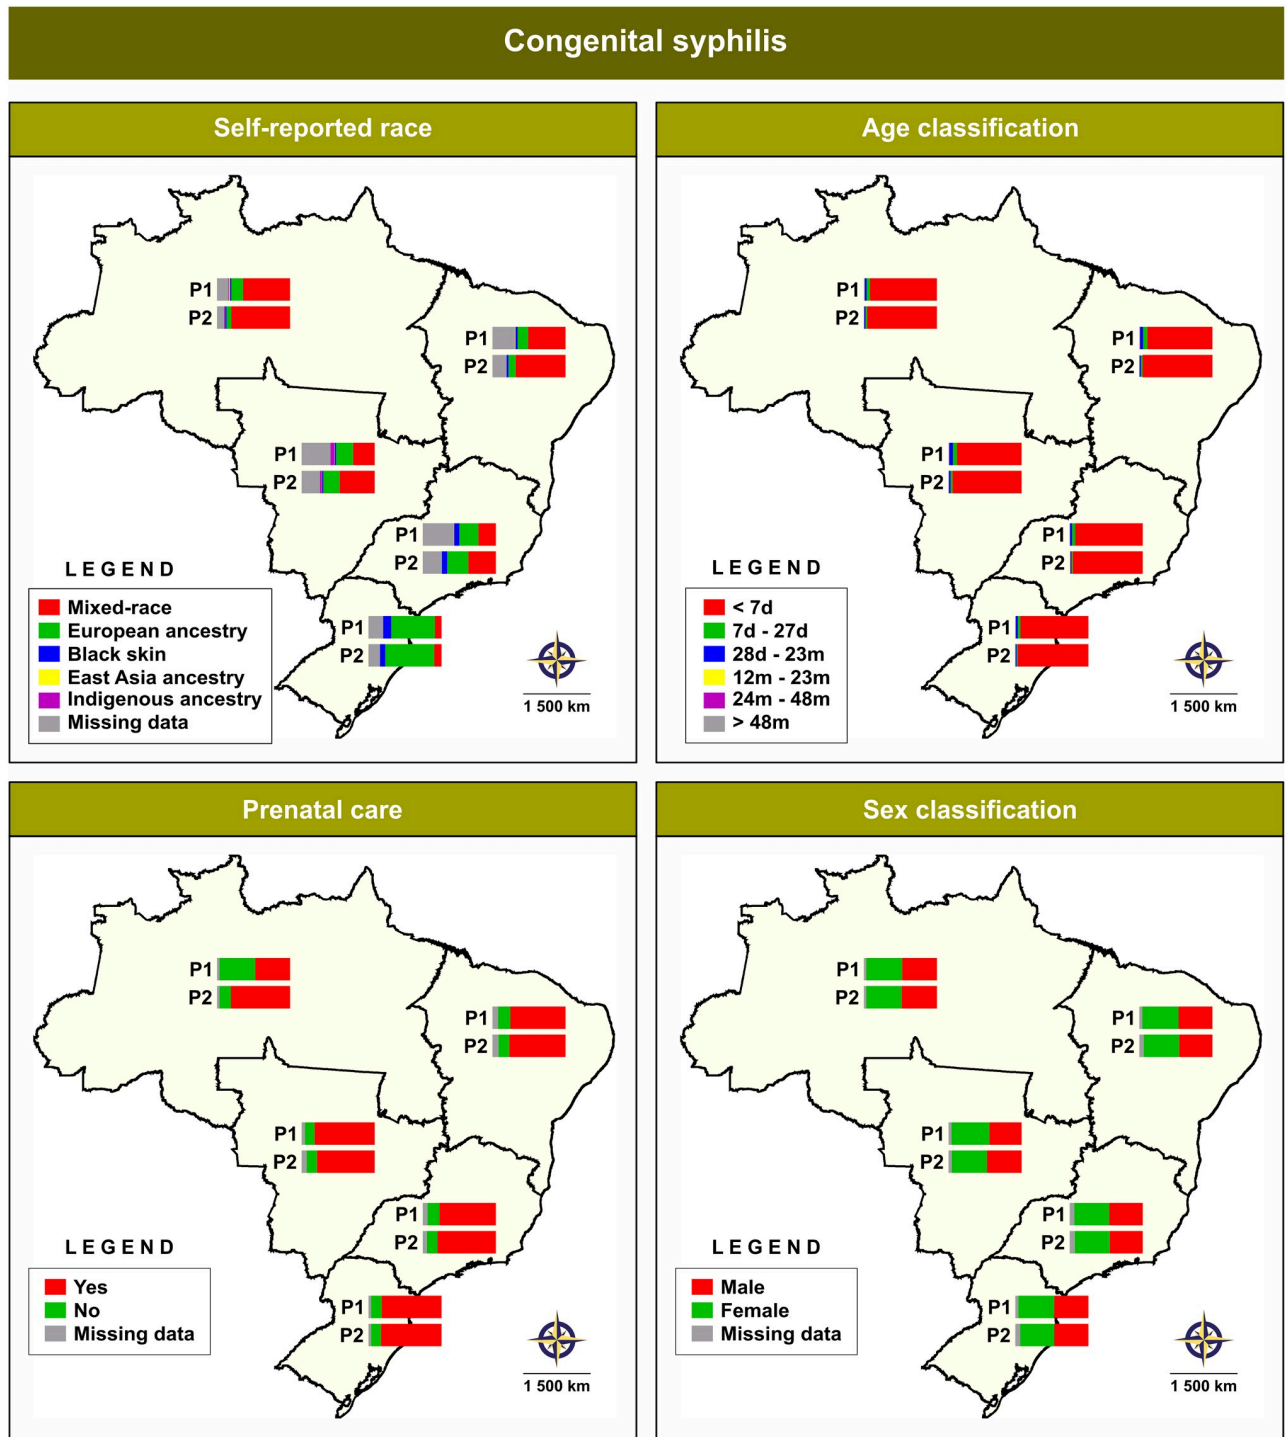 Congenital syphilis
Self-reported race
P1
P2
P1
P2
P1
P2
P1
P2
P1
P2
LEGEND
Mixed-race
European ancestry
Black skin
East Asia ancestry
Indigenous ancestry
Missing data
1 500 km
Age classification
P1
P2
P1
P2
P1
P2
P1
P2
P1
P2
LEGEND
< 7d
7d - 27d
28d - 23m
12m - 23m
24m - 48m
> 48m
1 500 km
Prenatal care
P1
P2
P1
P2
P1
P2
P1
P2
P1
P2
LEGEND
Yes
No
Missing data
1 500 km
Sex classification
P1
P2
P1
P2
P1
P2
P1
P2
P1
P2
LEGEND
Male
Female
Missing data
1 500 km